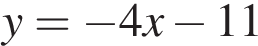 y = −4x − 11